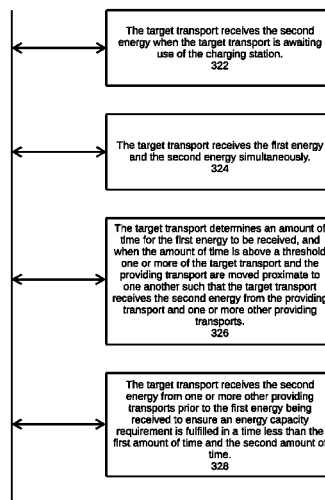 The target transport receives the second
energy when the target transport is awaiting
use of the charging station.
322
The target transport receives the first energy
and the second energy simultaneously.
324
The target transport determines an amount of
time for the first energy to be received, and
when the amount of time is above a threshold
one or more of the target transport and the
providing transport are moved proximate to
one another such that the target transport
receives the second energy from the providing
transport and one or more other providing
transports.
326
The target transport receives the second
energy from one or more other providing
transports prior to the first energy being
received to ensure an energy capacity
requirement is fulfilled in a time less than the
first amount of time and the second amount of
time.
328